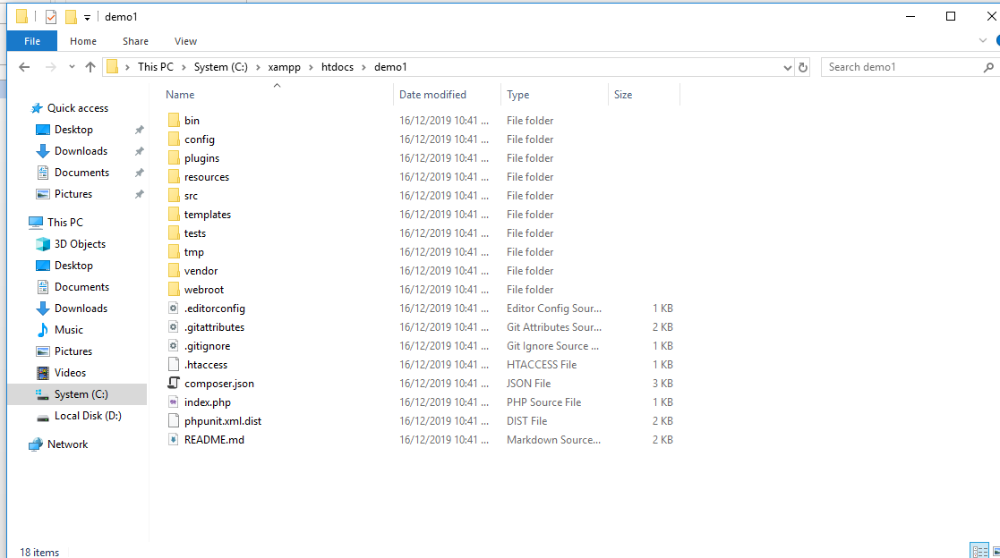 demo1
File Home Share View
This PC System (C:) xampp htdocs demo1 Search demo1
Name Date modified Type Size
Quick access
Desktop
Downloads
Documents
Pictures
This PC
3D Objects
Desktop
Documents
Downloads
Music
Pictures
Videos
System (C:)
Local Disk (D:)
Network
bin 16/12/2019 10:41 ... File folder
config 16/12/2019 10:41 ... File folder
plugins 16/12/2019 10:41 ... File folder
resources 16/12/2019 10:41 ... File folder
src 16/12/2019 10:41 ... File folder
templates 16/12/2019 10:41 ... File folder
tests 16/12/2019 10:41 ... File folder
tmp 16/12/2019 10:41 ... File folder
vendor 16/12/2019 10:41 ... File folder
webroot 16/12/2019 10:41 ... File folder
.editorconfig 16/12/2019 10:41 ... Editor Config Sour... 1 KB
.gitattributes 16/12/2019 10:41 ... Git Attributes Sour... 2 KB
.gitignore 16/12/2019 10:41 ... Git Ignore Source ... 1 KB
.htaccess 16/12/2019 10:41 ... HTACCESS File 1 KB
composer.json 16/12/2019 10:41 ... JSON File 3 KB
index.php 16/12/2019 10:41 ... PHP Source File 1 KB
phpunit.xml.dist 16/12/2019 10:41 ... DIST File 2 KB
README.md 16/12/2019 10:41 ... Markdown Source... 2 KB
18 items